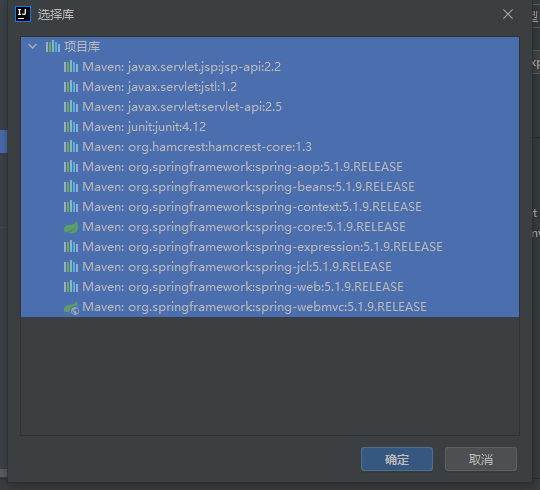 IJ
选择库
项目库
Maven: javax.servlet.jsp:jsp-api:2.2
Maven: javax.servlet:jstl:1.2
Maven: javax.servlet:servlet-api:2.5
Maven: junit:junit:4.12
Maven: org.hamcrest:hamcrest-core:1.3
Maven: org.springframework:spring-aop:5.1.9.RELEASE
Maven: org.springframework:spring-beans:5.1.9.RELEASE
Maven: org.springframework:spring-context:5.1.9.RELEASE
Maven: org.springframework:spring-core:5.1.9.RELEASE
Maven: org.springframework:spring-expression:5.1.9.RELEASE
Maven: org.springframework:spring-jcl:5.1.9.RELEASE
Maven: org.springframework:spring-web:5.1.9.RELEASE
Maven: org.springframework:spring-webmvc:5.1.9.RELEASE
确定
取消